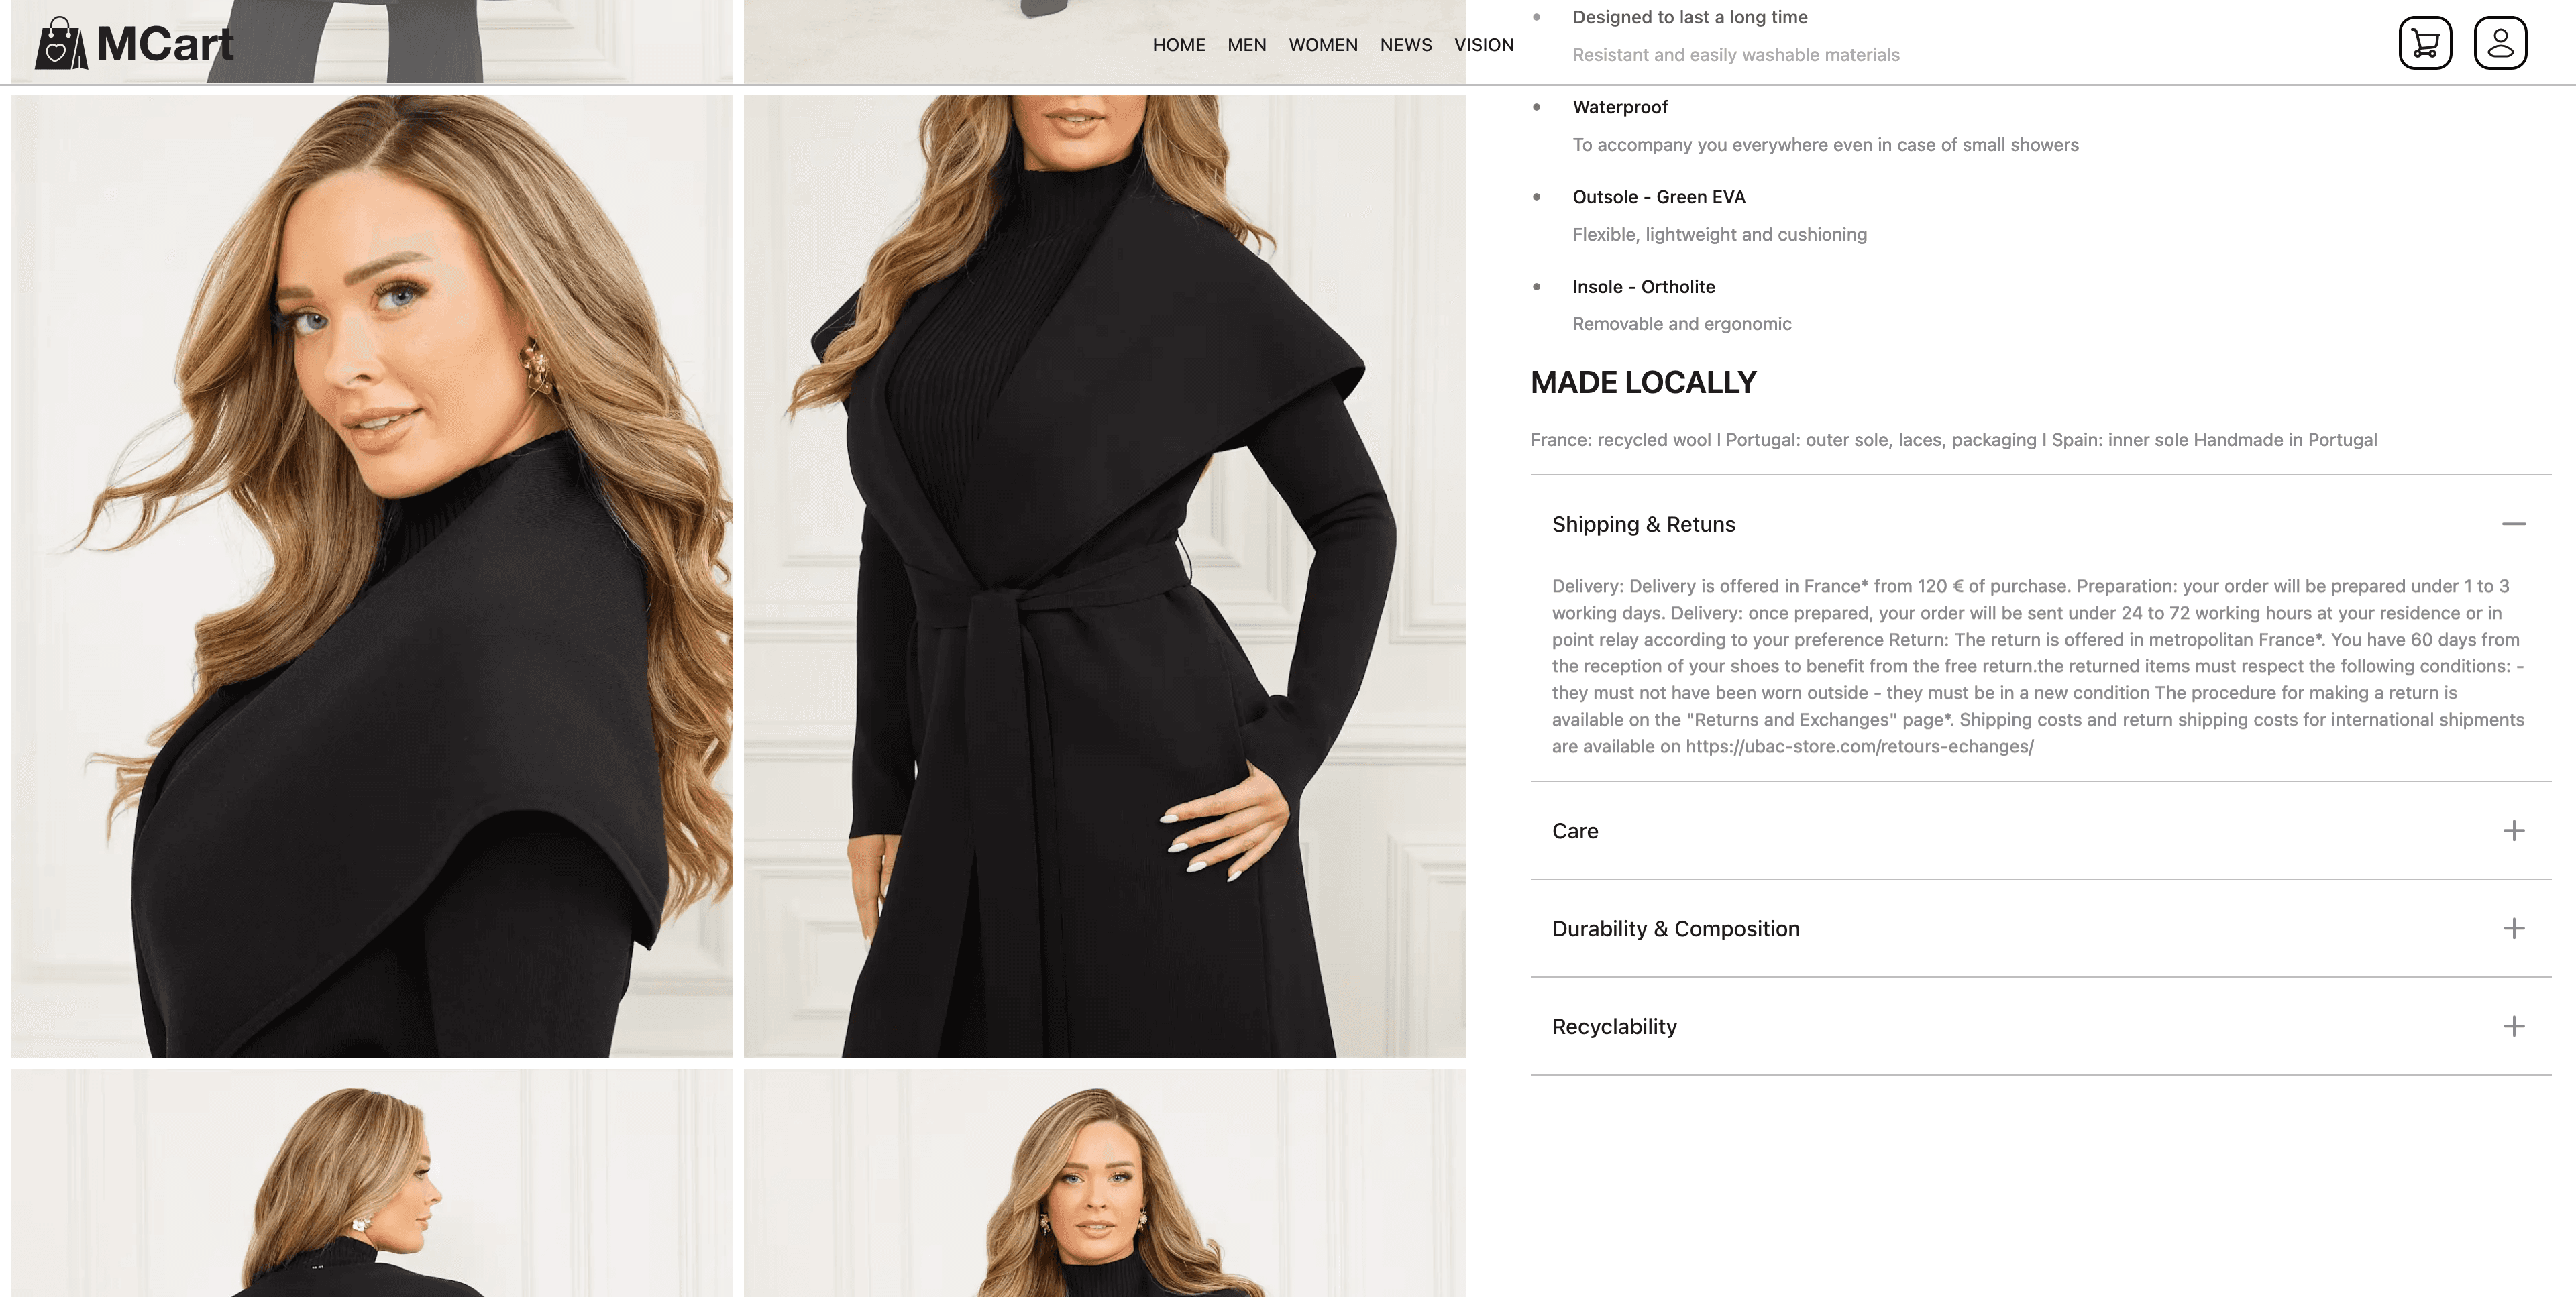 MCart
HOME MEN WOMEN NEWS VISION
Designed to last a long time
Resistant and easily washable materials
Waterproof
To accompany you everywhere even in case of small showers
Outsole - Green EVA
Flexible, lightweight and cushioning
Insole - Ortholite
Removable and ergonomic
MADE LOCALLY
France: recycled wool I Portugal: outer sole, laces, packaging I Spain: inner sole Handmade in Portugal
Shipping & Retuns
Delivery: Delivery is offered in France* from 120 € of purchase. Preparation: your order will be prepared under 1 to 3
working days. Delivery: once prepared, your order will be sent under 24 to 72 working hours at your residence or in
point relay according to your preference Return: The return is offered in metropolitan France*. You have 60 days from
the reception of your shoes to benefit from the free return.the returned items must respect the following conditions: -
they must not have been worn outside - they must be in a new condition The procedure for making a return is
available on the "Returns and Exchanges" page*. Shipping costs and return shipping costs for international shipments
are available on https://ubac-store.com/retours-echanges/
Care
Durability & Composition
Recyclability